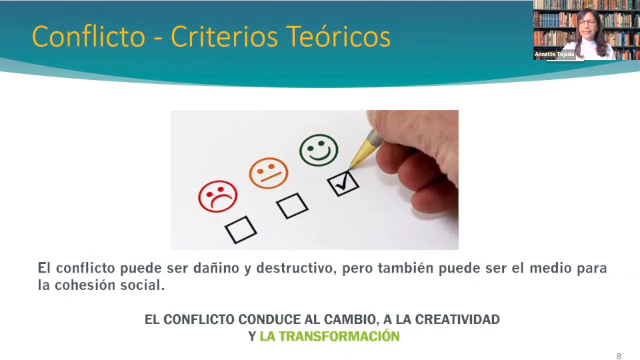 Conflicto - Criterios Teóricos
Annette Tejada
El conflicto puede ser dañino y destructivo, pero también puede ser el medio para
la cohesión social.
EL CONFLICTO CONDUCE AL CAMBIO, A LA CREATIVIDAD
Y LA TRANSFORMACIÓN
8